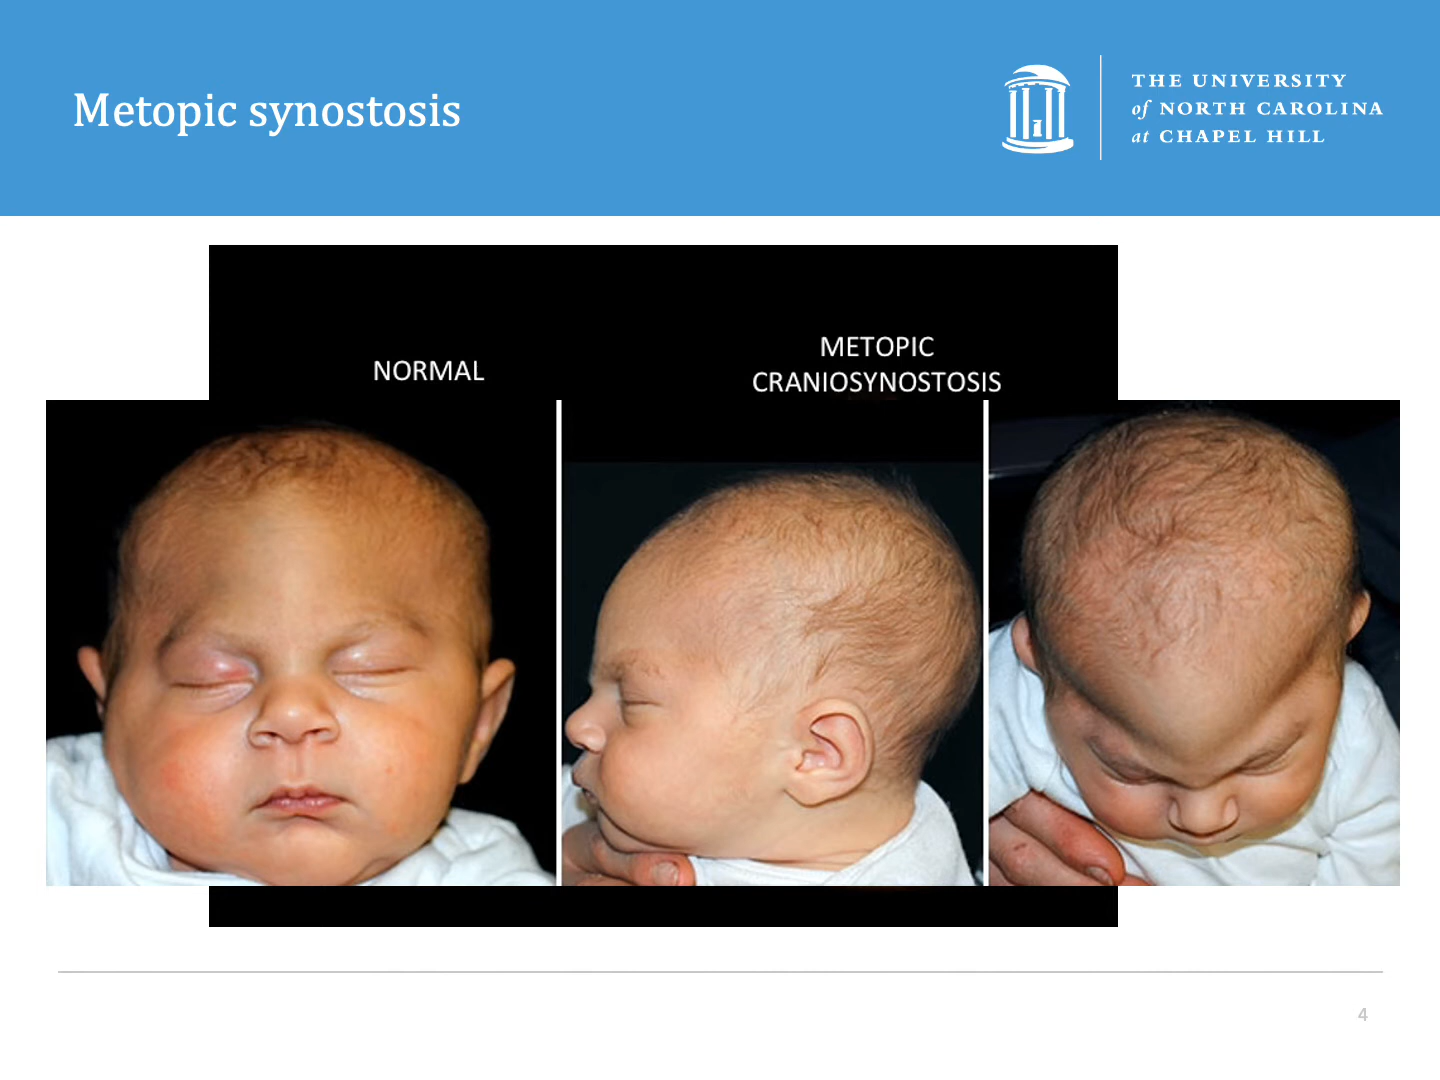 Metopic synostosis
THE UNIVERSITY
of NORTH CAROLINA
at CHAPEL HILL
NORMAL
METOPIC
CRANIOSYNOSTOSIS
4